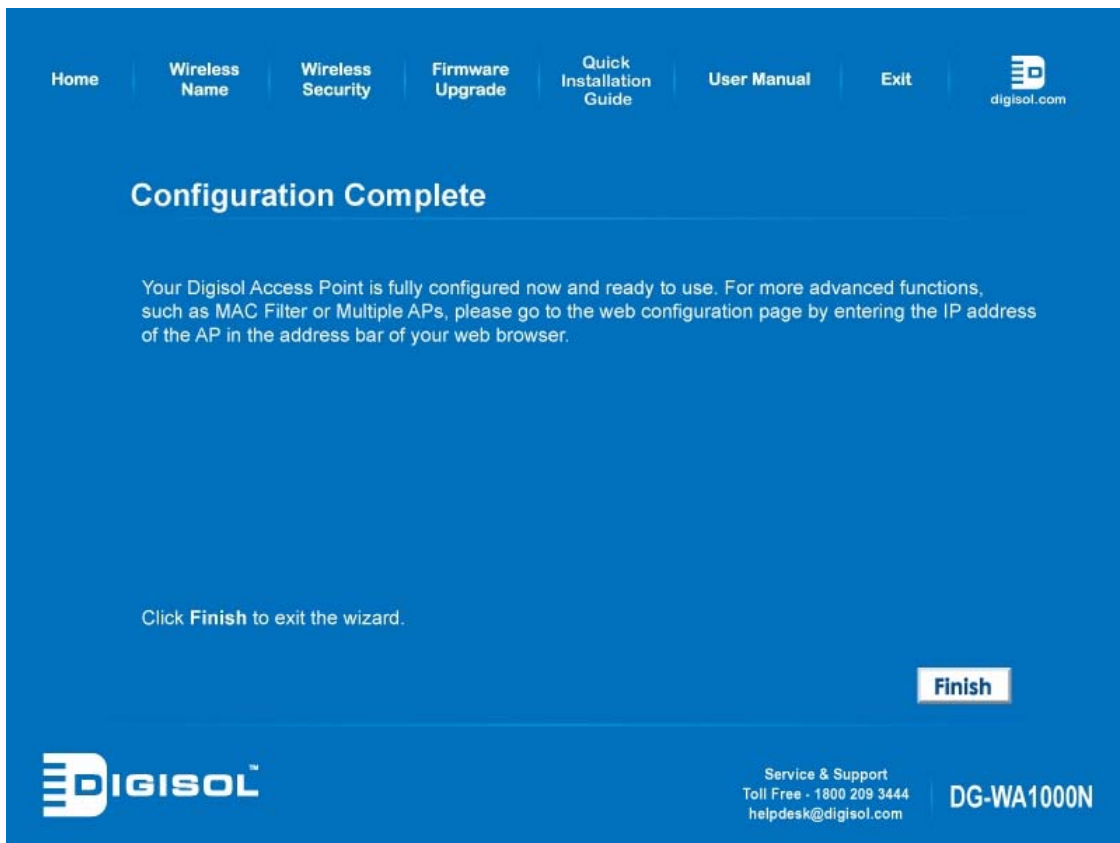 Home
Wireless
Name
Wireless
Security
Firmware
Upgrade
Quick
Installation
Guide
User Manual
Exit
digisol.com
Configuration Complete
Your Digisol Access Point is fully configured now and ready to use. For more advanced functions,
such as MAC Filter or Multiple APs, please go to the web configuration page by entering the IP address
of the AP in the address bar of your web browser.
Click Finish to exit the wizard.
Finish
DIGISOL™
Service & Support
Toll Free - 1800 209 3444
helpdesk@digisol.com
DG-WA1000N